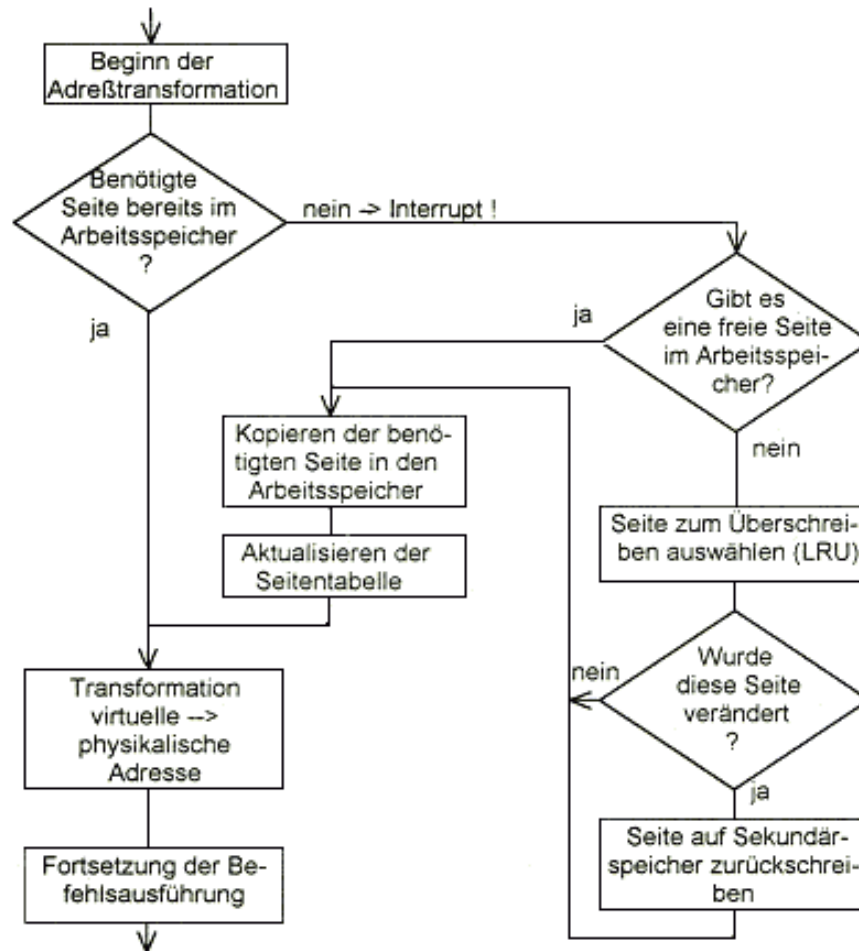 Beginn der
Adreßtransformation
Benötigte
Seite bereits im
Arbeitsspeicher
?
nein -> Interrupt !
ja
Gibt es
eine freie Seite
im Arbeitsspei-
cher?
ja
nein
Kopieren der benö-
tigten Seite in den
Arbeitsspeicher
Aktualisieren der
Seitentabelle
Seite zum Überschrei-
ben auswählen (LRU)
Wurde
diese Seite
verändert
?
nein
ja
Seite auf Sekundär-
speicher zurückschrei-
ben
Transformation
virtuelle -->
physikalische
Adresse
Fortsetzung der Be-
fehlsausführung